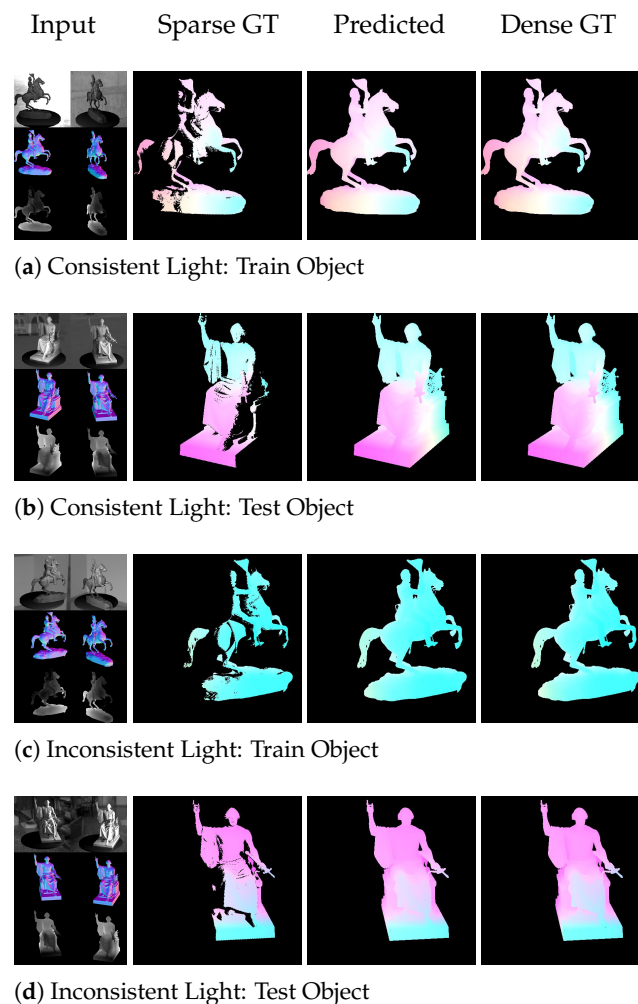 Input Sparse GT Predicted Dense GT
(a) Consistent Light: Train Object
(b) Consistent Light: Test Object
(c) Inconsistent Light: Train Object
(d) Inconsistent Light: Test Object